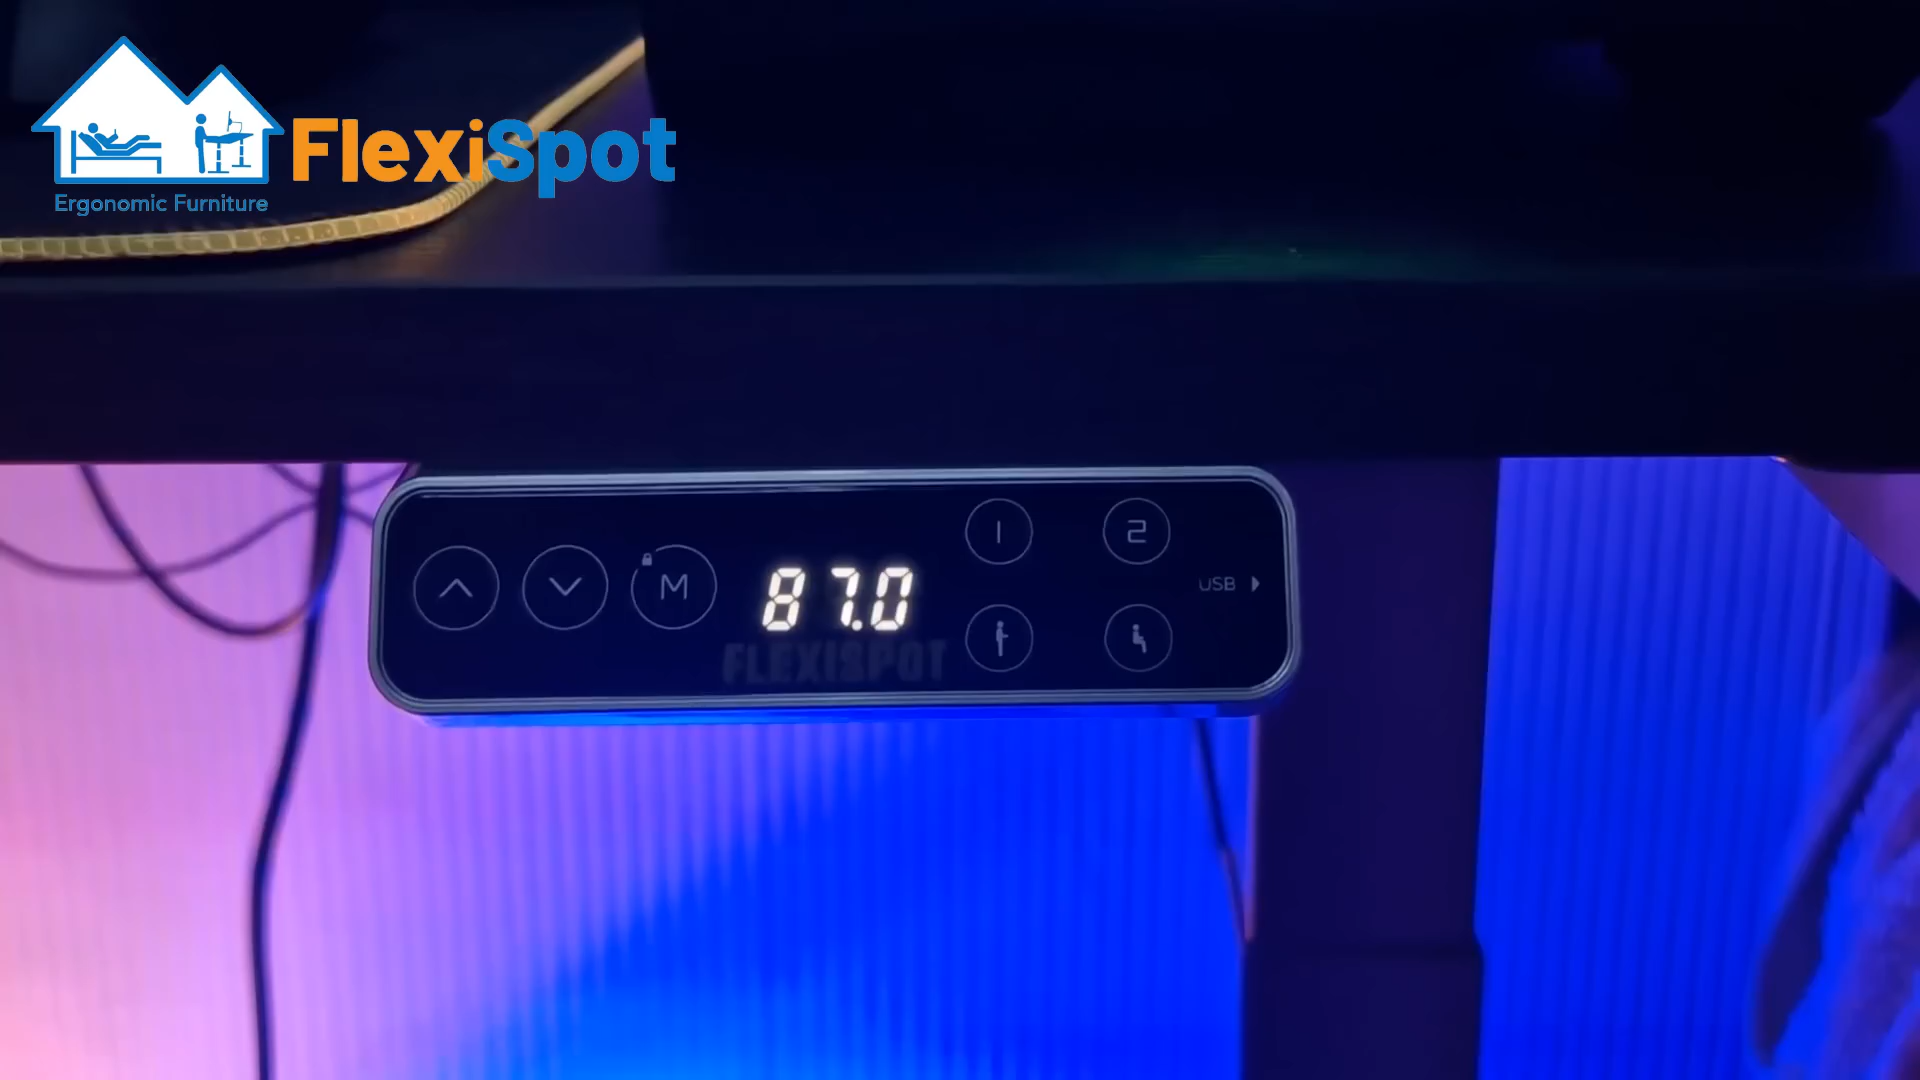 FlexiSpot
Ergonomic Furniture
1
2
M
87.0
USB
FLEXISPOT